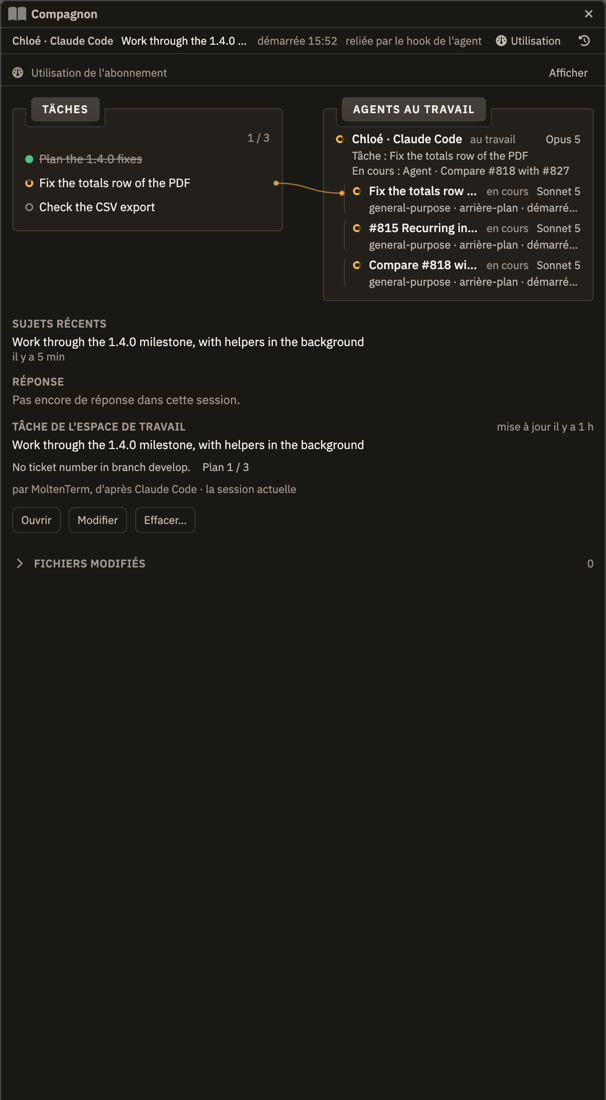 Compagnon
Chloé · Claude Code Work through the 1.4.0 ... démarrée 15:52 reliée par le hook de l'agent Utilisation
Utilisation de l'abonnement Afficher
TÂCHES
1 / 3
Plan the 1.4.0 fixes
Fix the totals row of the PDF
Check the CSV export
AGENTS AU TRAVAIL
Chloé · Claude Code au travail Opus 5
Tâche : Fix the totals row of the PDF
En cours : Agent · Compare #818 with #827
Fix the totals row ... en cours Sonnet 5
general-purpose · arrière-plan · démarré...
#815 Recurring in... en cours Sonnet 5
general-purpose · arrière-plan · démarré...
Compare #818 wi... en cours Sonnet 5
general-purpose · arrière-plan · démarré...
SUJETS RÉCENTS
Work through the 1.4.0 milestone, with helpers in the background
il y a 5 min
RÉPONSE
Pas encore de réponse dans cette session.
TÂCHE DE L'ESPACE DE TRAVAIL mise à jour il y a 1 h
Work through the 1.4.0 milestone, with helpers in the background
No ticket number in branch develop. Plan 1 / 3
par MoltenTerm, d'après Claude Code · la session actuelle
Ouvrir Modifier Effacer...
FICHIERS MODIFIÉS 0